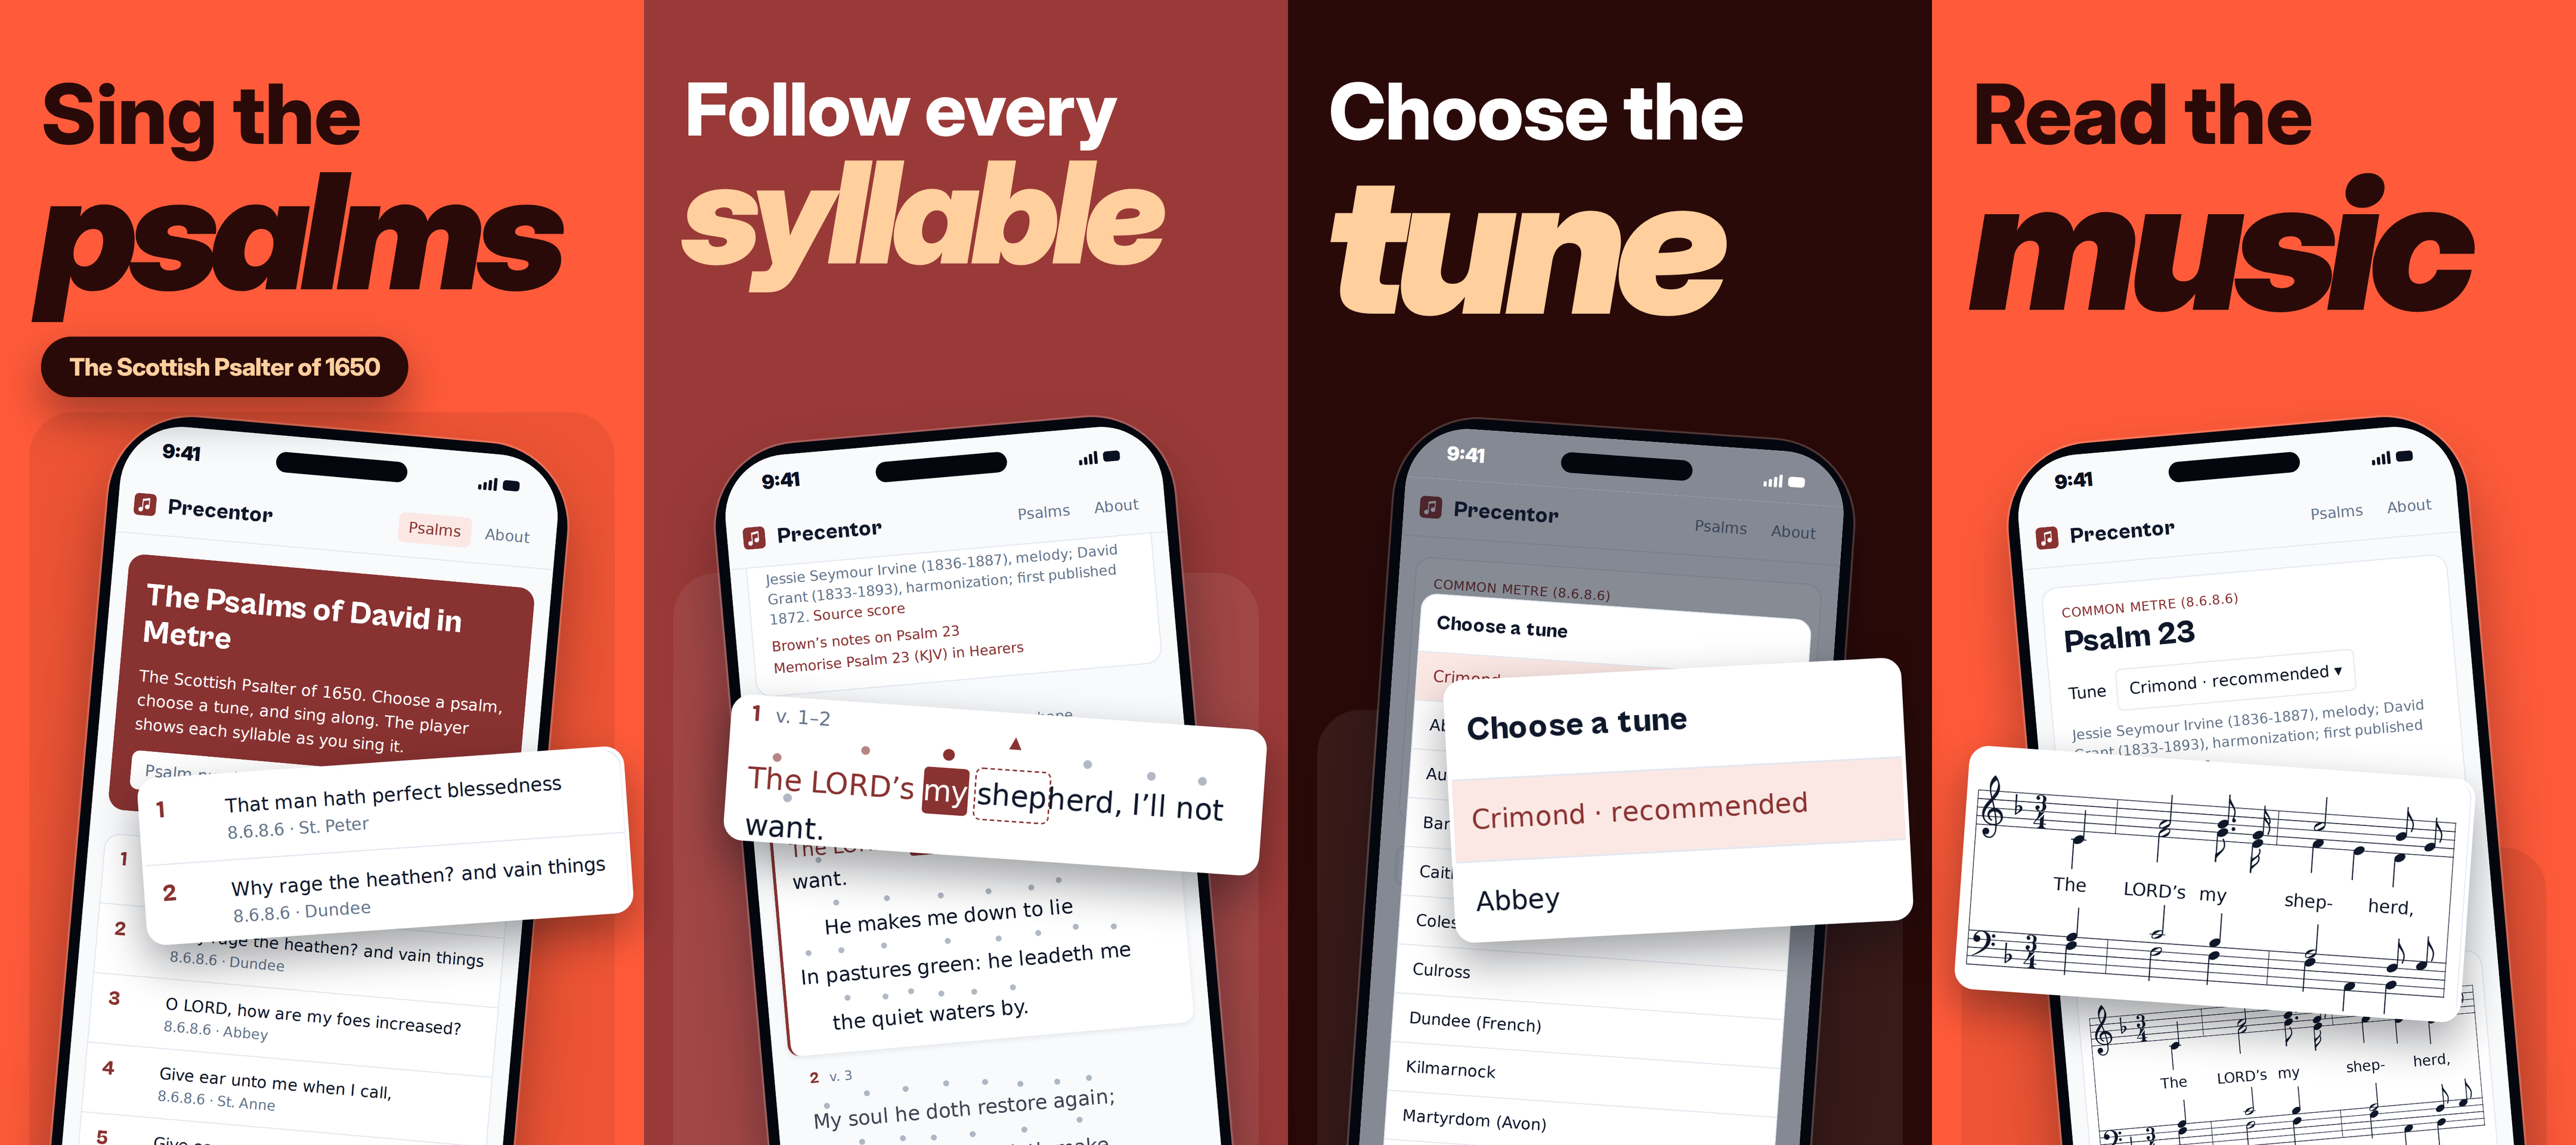 Sing the
psalms
The Scottish Psalter of 1650
9:41
Precentor
Psalms
About
The Psalms of David in
Metre
The Scottish Psalter of 1650. Choose a psalm,
choose a tune, and sing along. The player
shows each syllable as you sing it.
Psalm
1
That man hath perfect blessedness
8.6.8.6 · St. Peter
2
Why rage the heathen? and vain things
8.6.8.6 · Dundee
1
2
rage the heathen? and vain things
8.6.8.6 · Dundee
3
O LORD, how are my foes increased?
8.6.8.6 · Abbey
4
Give ear unto me when I call,
8.6.8.6 · St. Anne
5
Give
Follow every
syllable
9:41
Precentor
Psalms
About
Jessie Seymour Irvine (1836-1887), melody; David
Grant (1833-1893), harmonization; first published
1872. Source score
Brown's notes on Psalm 23
Memorise Psalm 23 (KJV) in Hearers
1 v. 1–2
The LORD's my shepherd, I'll not
want.
The
want.
He makes me down to lie
In pastures green: he leadeth me
the quiet waters by.
2 v. 3
My soul he doth restore again;
make
Choose the
tune
9:41
Precentor
Psalms
About
COMMON METRE (8.6.8.6)
Choose a tune
Crimond
Choose a tune
Crimond · recommended
Abbey
Culross
Dundee (French)
Kilmarnock
Martyrdom (Avon)
Read the
music
9:41
Precentor
Psalms
About
COMMON METRE (8.6.8.6)
Psalm 23
Tune
Crimond · recommended ▾
Jessie Seymour Irvine (1836-1887), melody; David
Grant (1833-1893), harmonization; first published
The LORD's my shep- herd,
The LORD's my shep- herd,